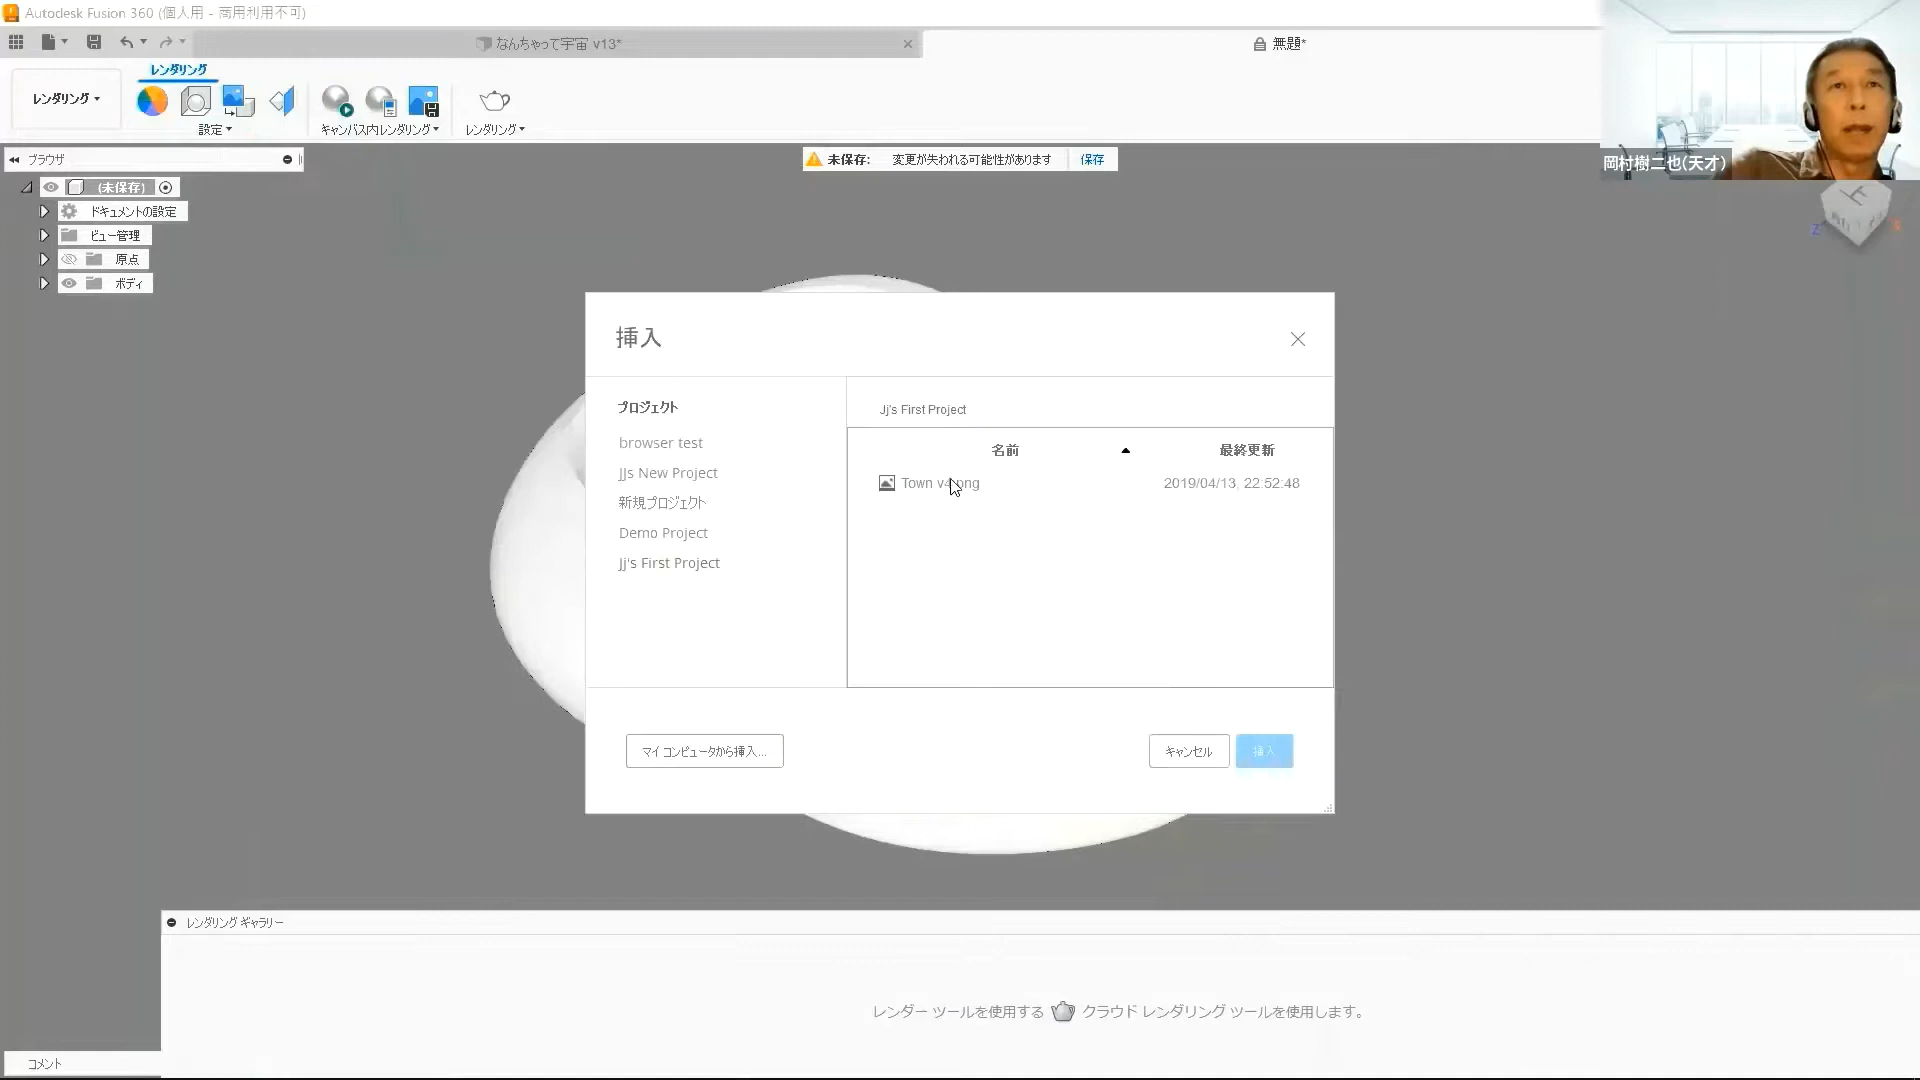 Autodesk Fusion 360 (個人用 - 商用利用不可)
なんちゃって宇宙 v13*
無題*
レンダリング
レンダリング
設定
キャンバス内レンダリング
レンダリング
岡村樹二也(天才)
ブラウザ
未保存: 変更が失われる可能性があります 保存
(未保存)
ドキュメントの設定
ビュー管理
原点
ボディ
Z
挿入
プロジェクト
browser test
JJs New Project
新規プロジェクト
Demo Project
Jj's First Project
Jj's First Project
名前 最終更新
Town v4.png 2019/04/13, 22:52:48
マイ コンピュータから挿入...
キャンセル
挿入
レンダリング ギャラリー
レンダー ツールを使用する クラウド レンダリング ツールを使用します。
コメント